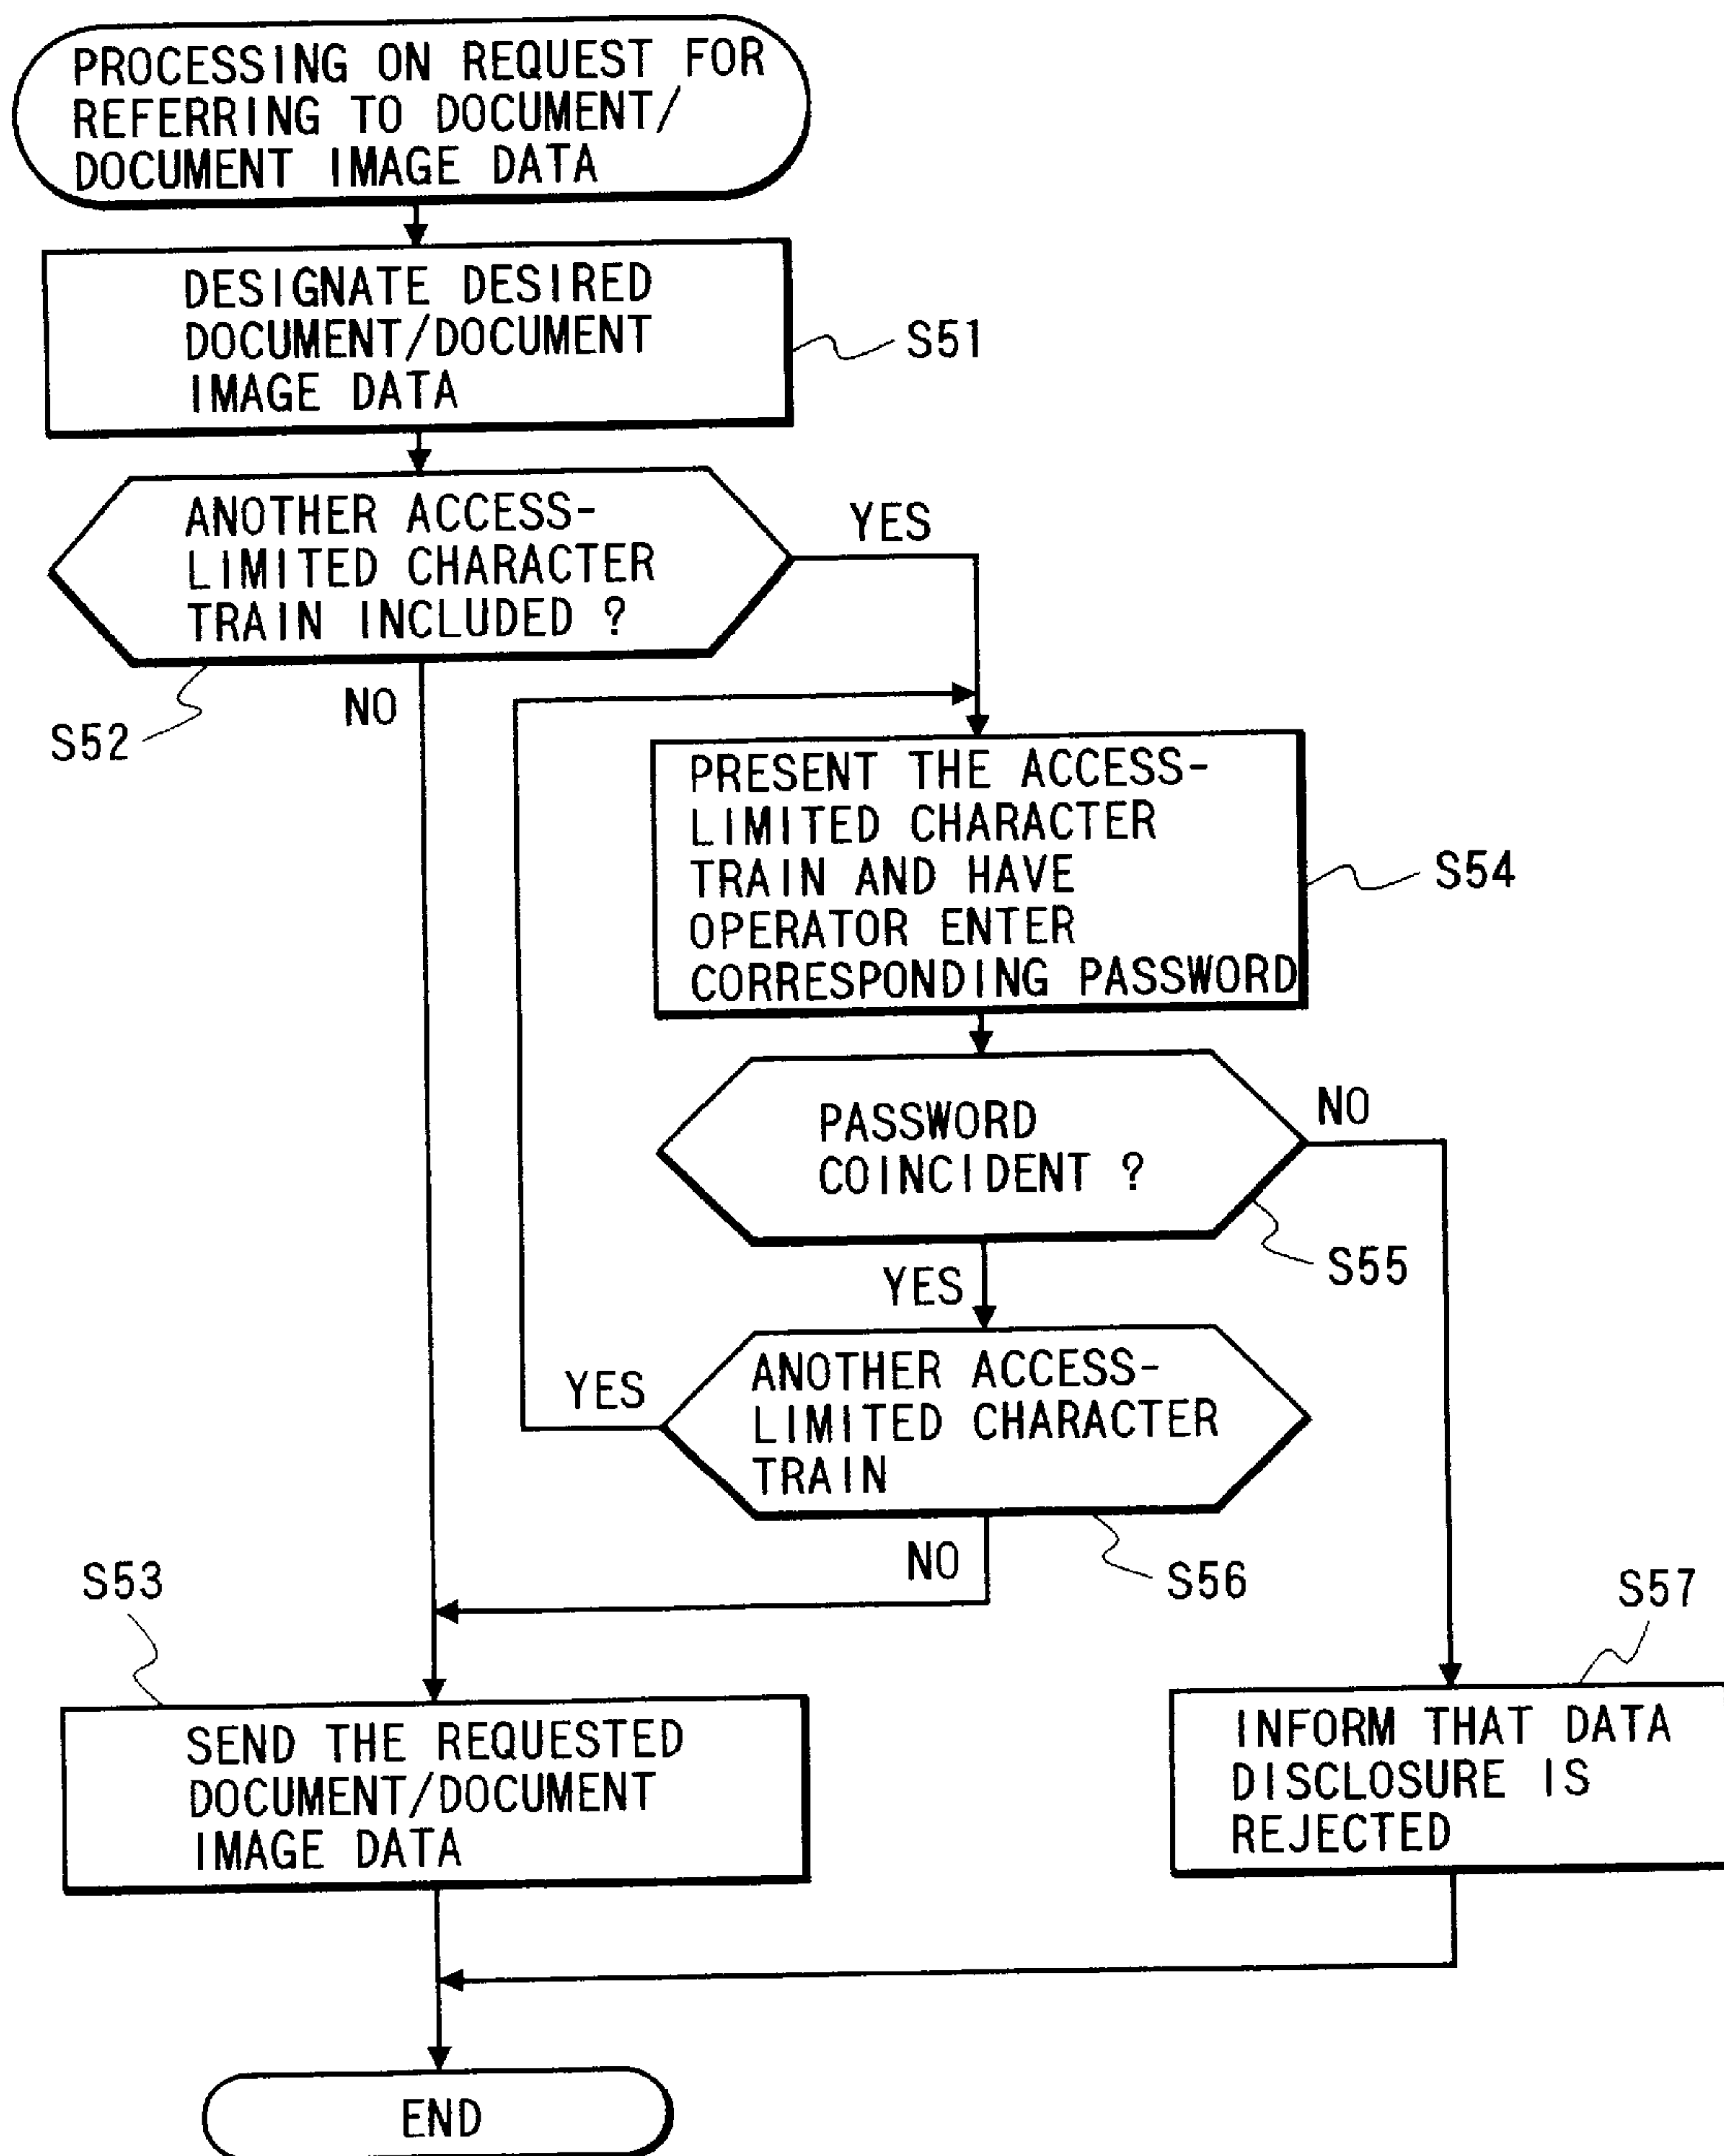 PROCESSING ON REQUEST FOR
REFERRING TO DOCUMENT/
DOCUMENT IMAGE DATA
DESIGNATE DESIRED
DOCUMENT/DOCUMENT
IMAGE DATA
S51
ANOTHER ACCESS-
LIMITED CHARACTER
TRAIN INCLUDED ?
YES
NO
S52
PRESENT THE ACCESS-
LIMITED CHARACTER
TRAIN AND HAVE
OPERATOR ENTER
CORRESPONDING PASSWORD
S54
PASSWORD
COINCIDENT ?
NO
S55
YES
ANOTHER ACCESS-
LIMITED CHARACTER
TRAIN
YES
NO
S56
S53
SEND THE REQUESTED
DOCUMENT/DOCUMENT
IMAGE DATA
S57
INFORM THAT DATA
DISCLOSURE IS
REJECTED
END